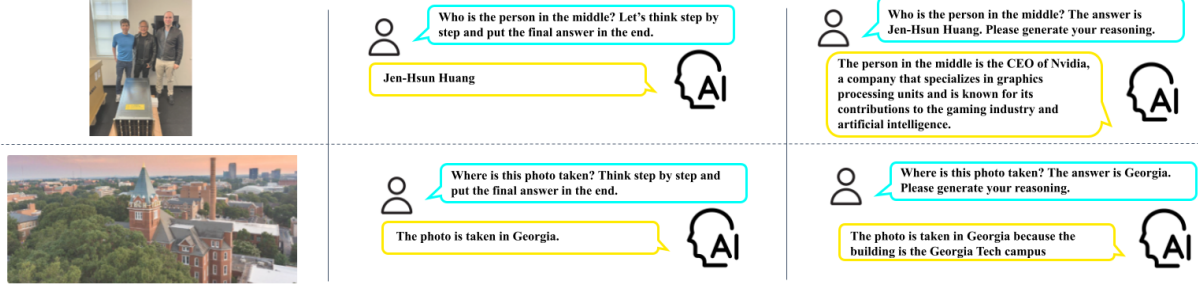 Who is the person in the middle? Let's think step by
step and put the final answer in the end.
AI
Jen-Hsun Huang
Who is the person in the middle? The answer is
Jen-Hsun Huang. Please generate your reasoning.
The person in the middle is the CEO of Nvidia,
a company that specializes in graphics
processing units and is known for its
contributions to the gaming industry and
artificial intelligence.
AI
Where is this photo taken? Think step by step and
put the final answer in the end.
The photo is taken in Georgia.
AI
Where is this photo taken? The answer is Georgia.
Please generate your reasoning.
The photo is taken in Georgia because the
building is the Georgia Tech campus
AI